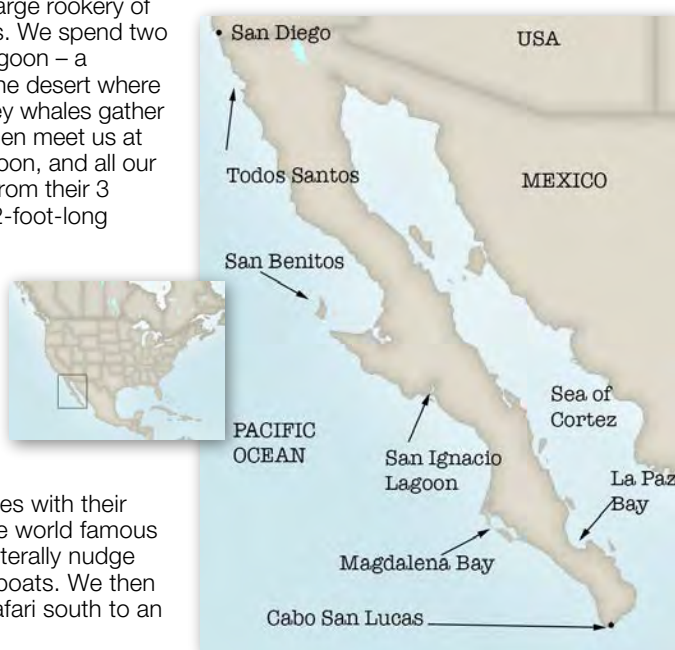 arge rookery of
s. We spend two
goon – a
ne desert where
ey whales gather
en meet us at
oon, and all our
rom their 3
2-foot-long
es with their
e world famous
iterally nudge
boats. We then
afari south to an
San Diego
USA
Todos Santos
MEXICO
San Benitos
Sea of
Cortez
PACIFIC
OCEAN
San Ignacio
Lagoon
La Paz
Bay
Magdalena Bay
Cabo San Lucas